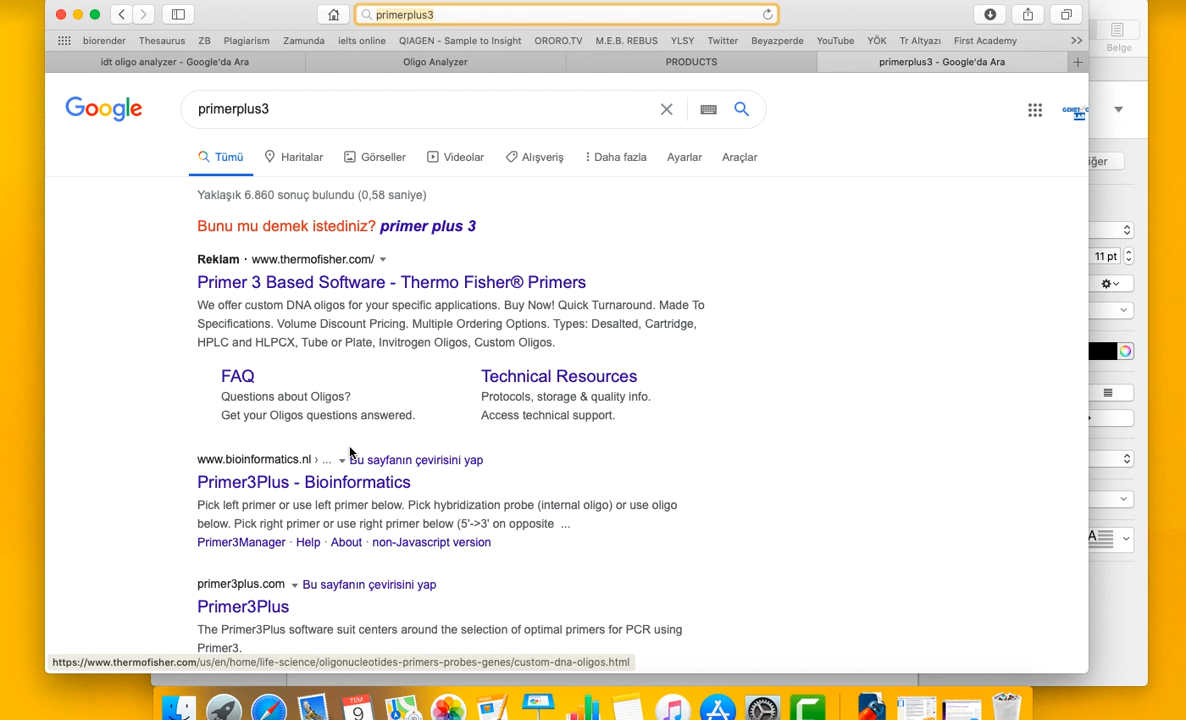 primerplus3
Belge
biorender Thesaurus ZB Plagiarism Zamunda ielts online QIAGEN - Sample to Insight ORORO.TV M.E.B. REBUS YLSY Twitter Beyazperde YouTube YÖK Tr Altyazı First Academy
idt oligo analyzer - Google'da Ara Oligo Analyzer PRODUCTS primerplus3 - Google'da Ara
Google primerplus3
Tümü Haritalar Görseller Videolar Alışveriş Daha fazla Ayarlar Araçlar
iğer
Yaklaşık 6.860 sonuç bulundu (0,58 saniye)
Bunu mu demek istediniz? primer plus 3
11 pt
Reklam · www.thermofisher.com/
Primer 3 Based Software - Thermo Fisher® Primers
We offer custom DNA oligos for your specific applications. Buy Now! Quick Turnaround. Made To
Specifications. Volume Discount Pricing. Multiple Ordering Options. Types: Desalted, Cartridge,
HPLC and HLPCX, Tube or Plate, Invitrogen Oligos, Custom Oligos.
FAQ Technical Resources
Questions about Oligos? Protocols, storage & quality info.
Get your Oligos questions answered. Access technical support.
www.bioinformatics.nl › ... Bu sayfanın çevirisini yap
Primer3Plus - Bioinformatics
Pick left primer or use left primer below. Pick hybridization probe (internal oligo) or use oligo
below. Pick right primer or use right primer below (5'->3' on opposite ...
Primer3Manager · Help · About · non-Javascript version
A
primer3plus.com Bu sayfanın çevirisini yap
Primer3Plus
The Primer3Plus software suit centers around the selection of optimal primers for PCR using
Primer3.
https://www.thermofisher.com/us/en/home/life-science/oligonucleotides-primers-probes-genes/custom-dna-oligos.html
TEM
9